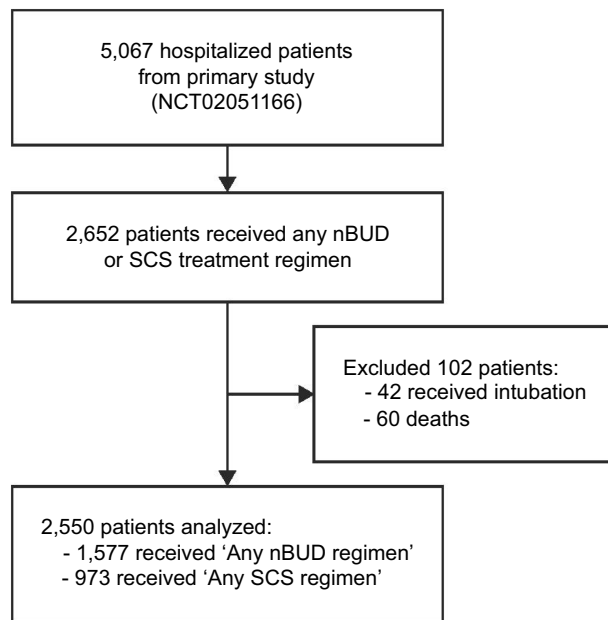 5,067 hospitalized patients
from primary study
(NCT02051166)
2,652 patients received any nBUD
or SCS treatment regimen
Excluded 102 patients:
- 42 received intubation
- 60 deaths
2,550 patients analyzed:
- 1,577 received ‘Any nBUD regimen’
- 973 received ‘Any SCS regimen’